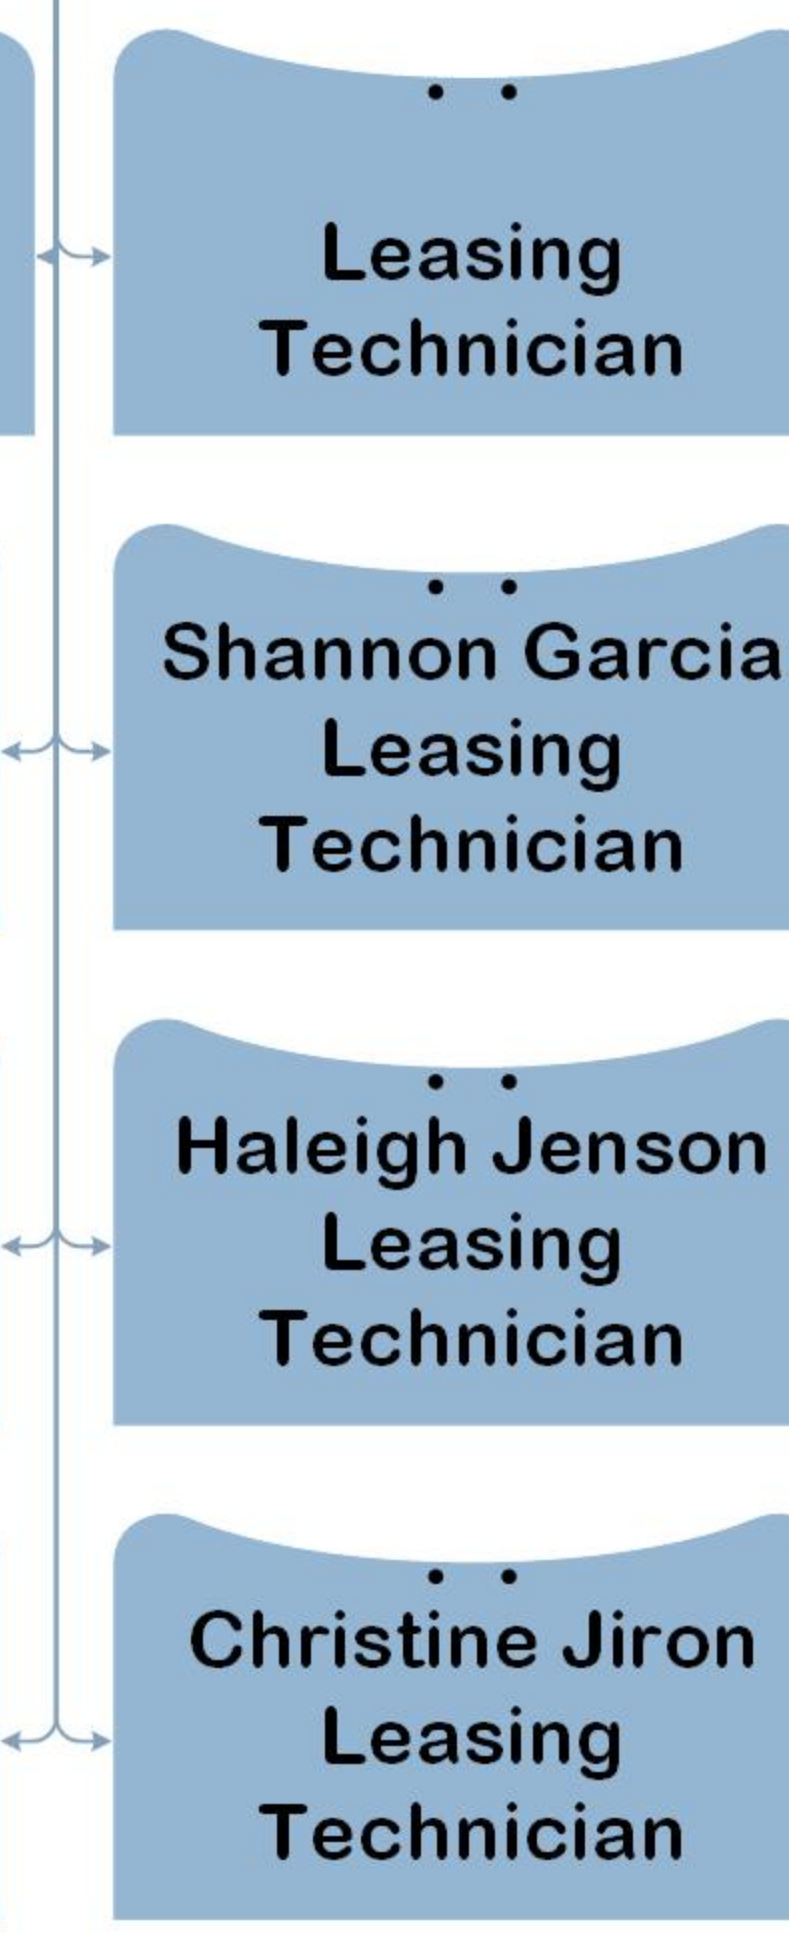 Leasing
Technician
Shannon Garcia
Leasing
Technician
Haleigh Jenson
Leasing
Technician
Christine Jiron
Leasing
Technician